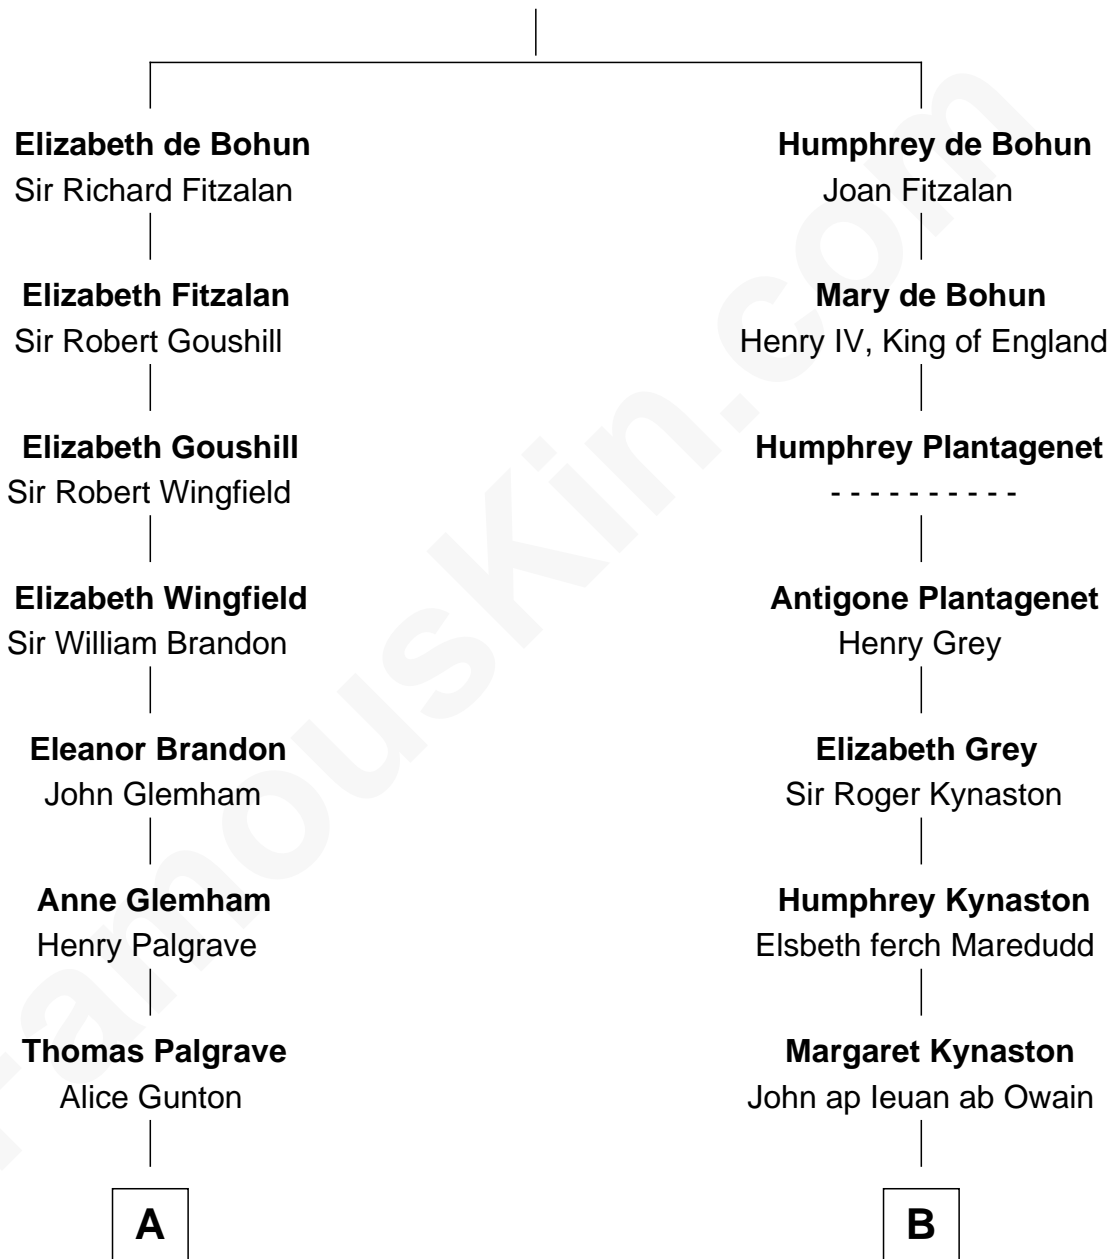 Elizabeth de Bohun
Sir Richard Fitzalan
Humphrey de Bohun
Joan Fitzalan
Elizabeth Fitzalan
Sir Robert Goushill
Mary de Bohun
Henry IV, King of England
Elizabeth Goushill
Sir Robert Wingfield
Humphrey Plantagenet
- - - - - - - - - -
Elizabeth Wingfield
Sir William Brandon
Antigone Plantagenet
Henry Grey
Eleanor Brandon
John Glemham
Elizabeth Grey
Sir Roger Kynaston
Anne Glemham
Henry Palgrave
Humphrey Kynaston
Elsbeth ferch Maredudd
Thomas Palgrave
Alice Gunton
Margaret Kynaston
John ap Ieuan ab Owain
A
B
FamousKin.com